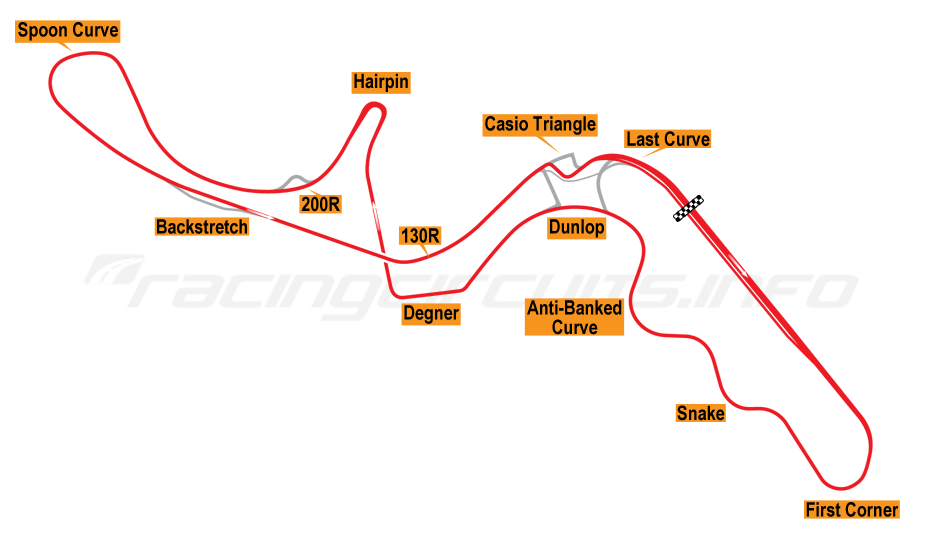 Spoon Curve
Hairpin
Casio Triangle
Last Curve
200R
Backstretch
130R
Dunlop
racingcircuits.info
Degner
Anti-Banked
Curve
Snake
First Corner